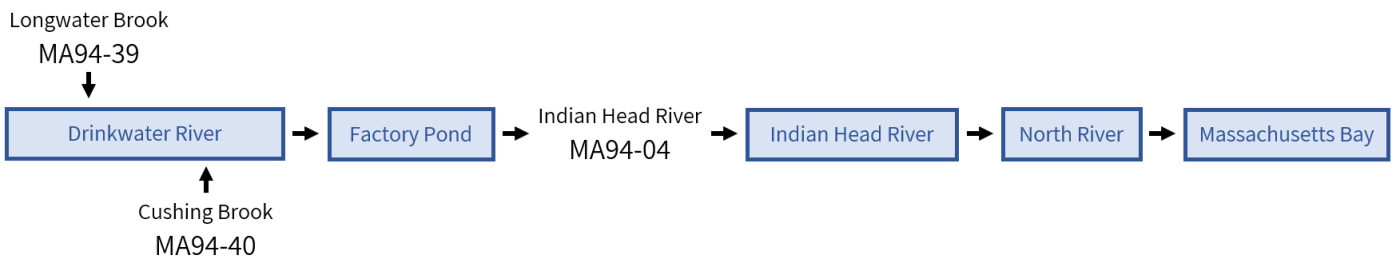 Longwater Brook
MA94-39
Drinkwater River
Cushing Brook
MA94-40
Factory Pond
Indian Head River
MA94-04
Indian Head River
North River
Massachusetts Bay